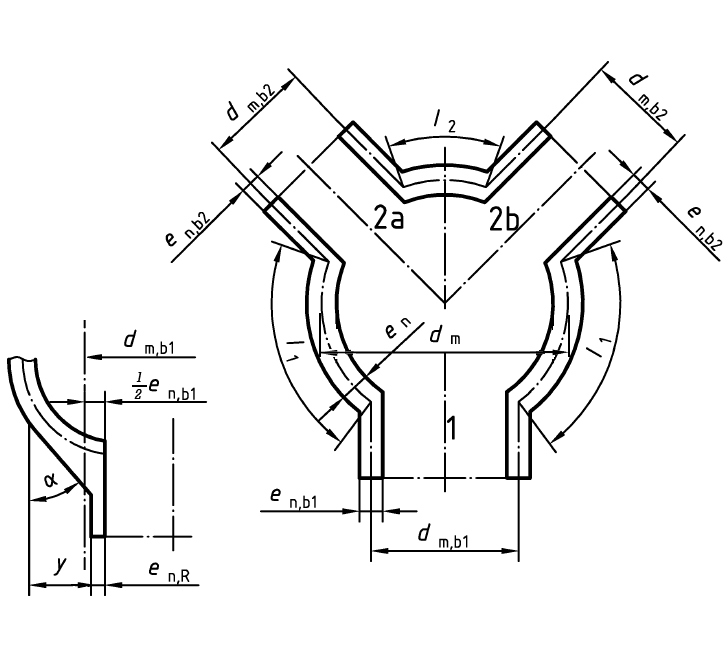 d m,b2
l 2
d m,b2
e n,b2
2a
2b
e n,b2
l 1
e n
d m
l 1
d m,b1
1/2 e n,b1
1
α
e n,b1
d m,b1
y
e n,R